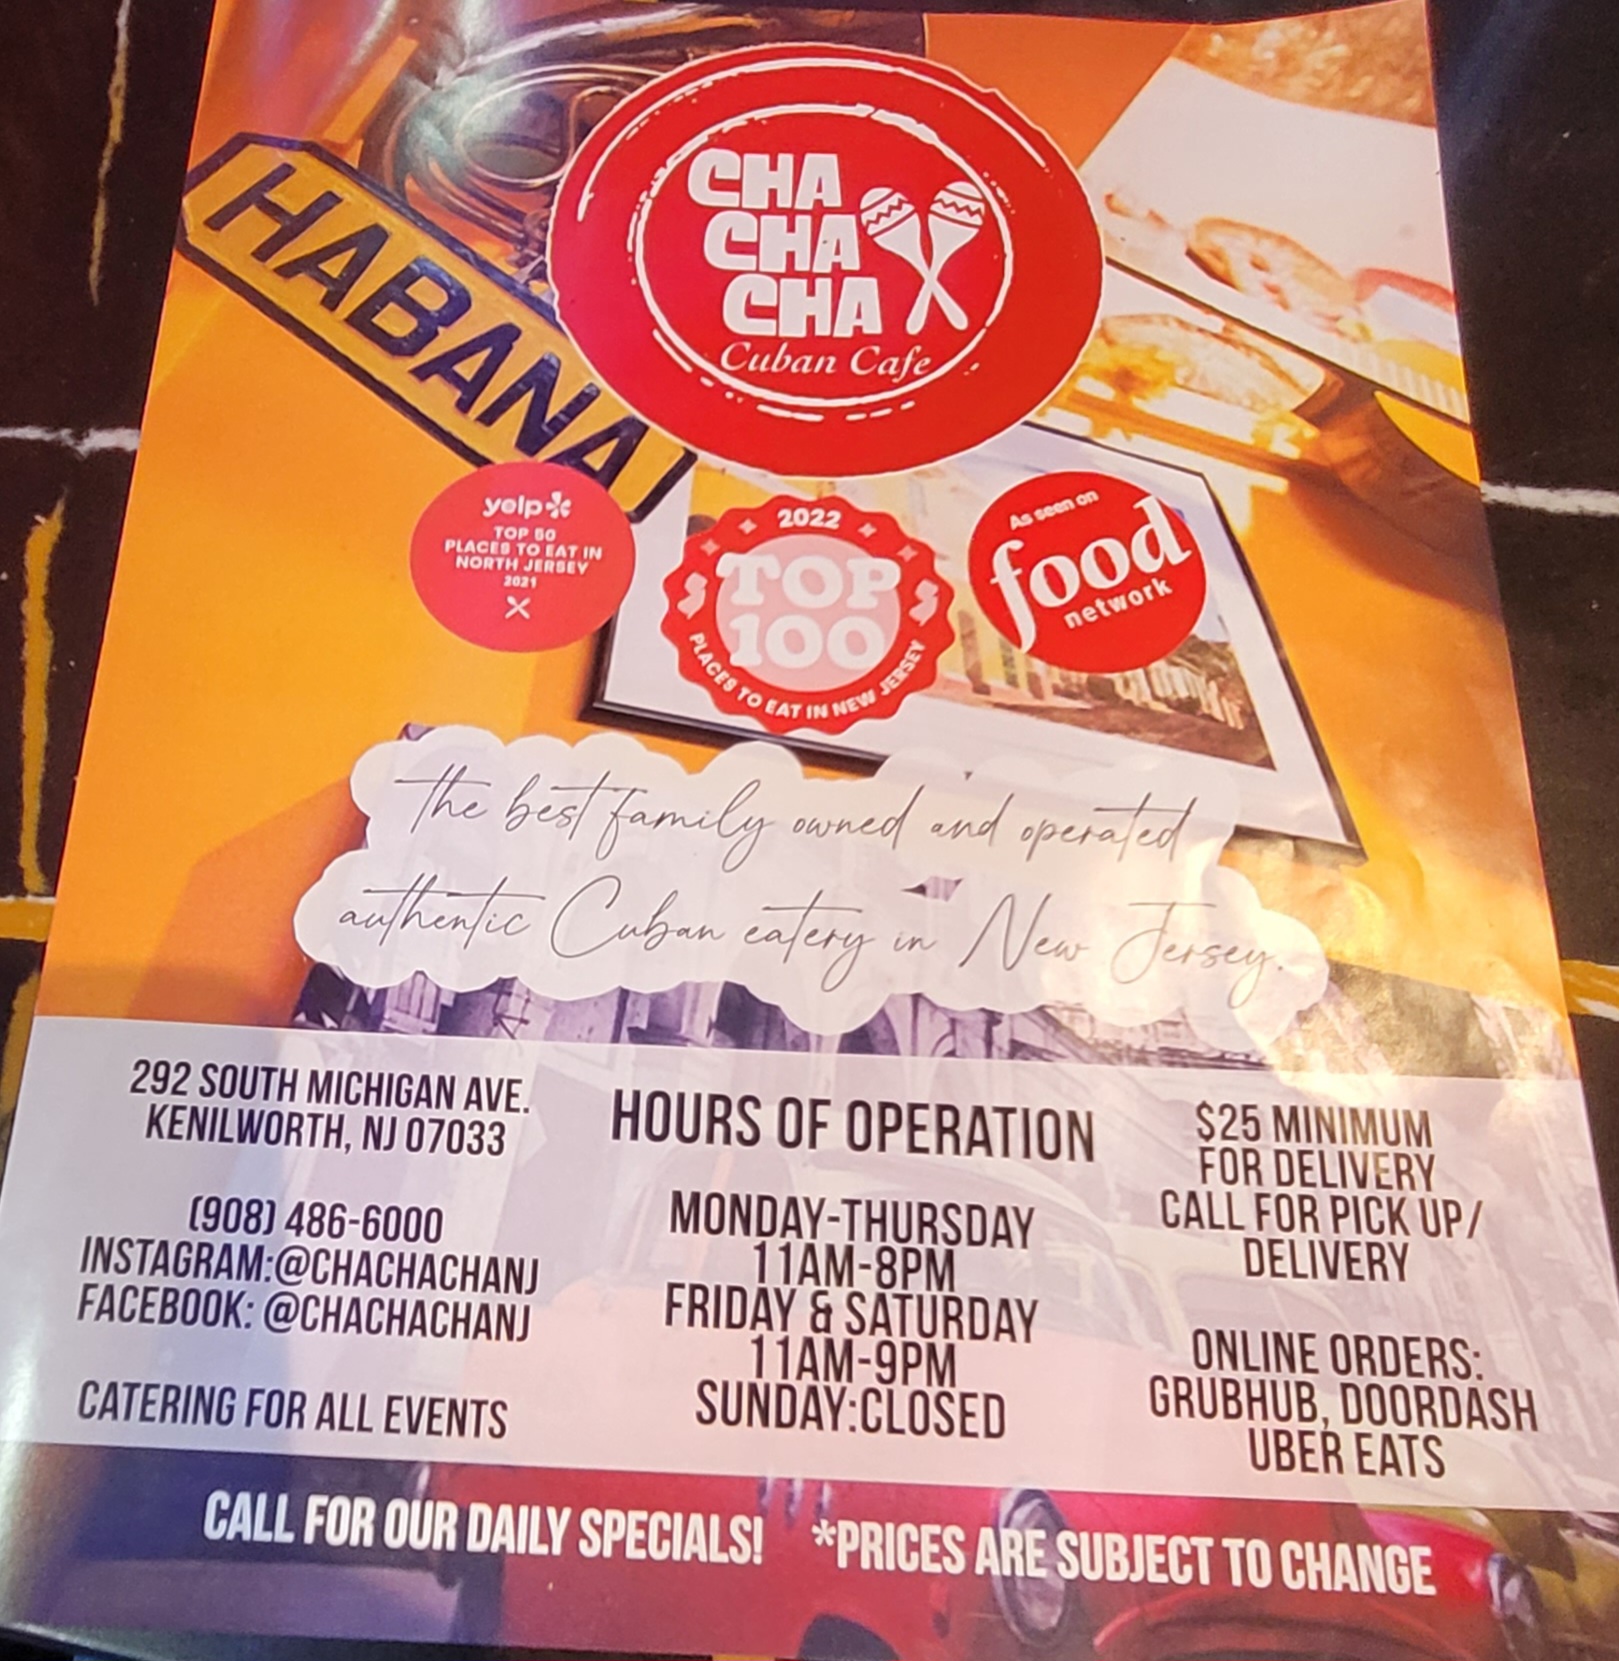 HABANA
CHA
CHA
CHA
Cuban Cafe
yelp
TOP 50
PLACES TO EAT IN
NORTH JERSEY
2021
2022
TOP
100
PLACES TO EAT IN NEW JERSEY
As seen on
food
network
the best family owned and operated
authentic Cuban eatery in New Jersey.
292 SOUTH MICHIGAN AVE.
KENILWORTH, NJ 07033
(908) 486-6000
INSTAGRAM:@CHACHACHANJ
FACEBOOK: @CHACHACHANJ
CATERING FOR ALL EVENTS
HOURS OF OPERATION
MONDAY-THURSDAY
11AM-8PM
FRIDAY & SATURDAY
11AM-9PM
SUNDAY:CLOSED
$25 MINIMUM
FOR DELIVERY
CALL FOR PICK UP/
DELIVERY
ONLINE ORDERS:
GRUBHUB, DOORDASH
UBER EATS
CALL FOR OUR DAILY SPECIALS! *PRICES ARE SUBJECT TO CHANGE